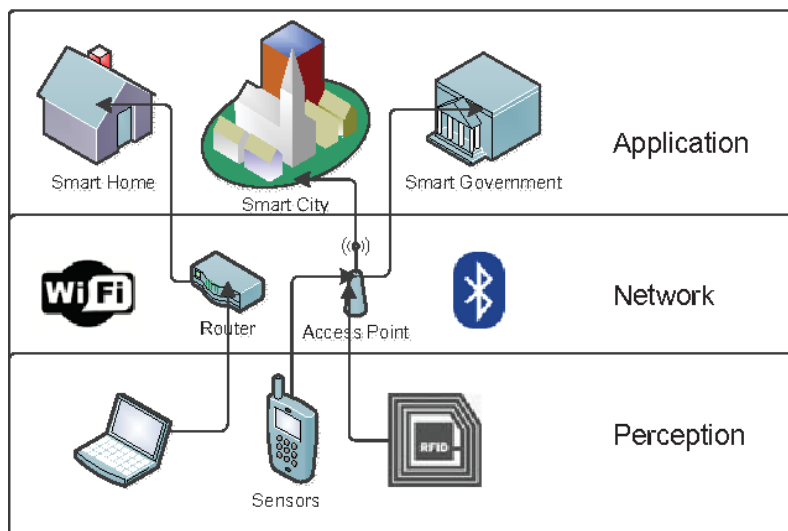 Smart Home
Smart City
Smart Government
Application
WiFi
Router
Access Point
Network
Sensors
RFID
Perception